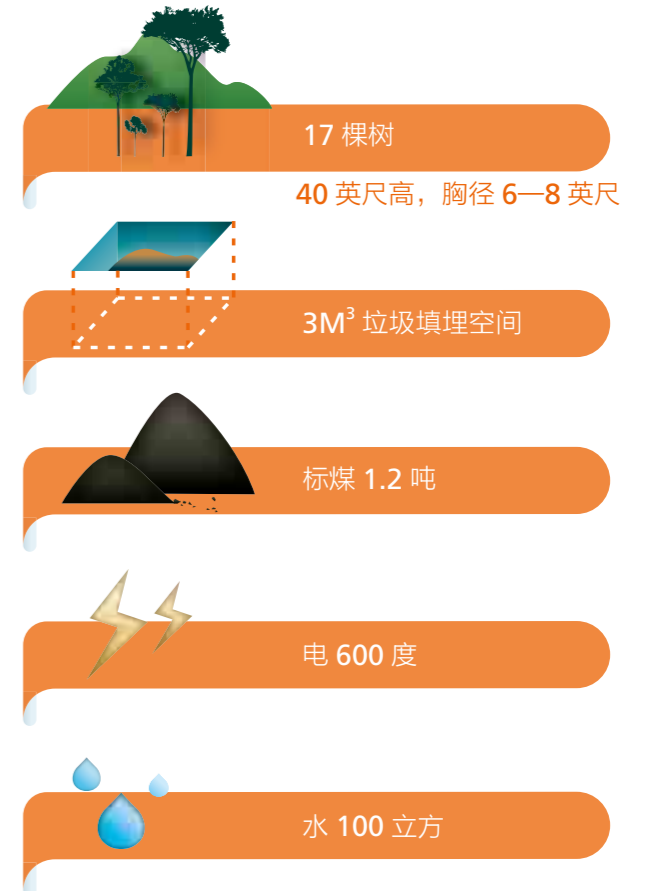 17 棵树
40 英尺高，胸径 6—8 英尺
3M³ 垃圾填埋空间
标煤 1.2 吨
电 600 度
水 100 立方